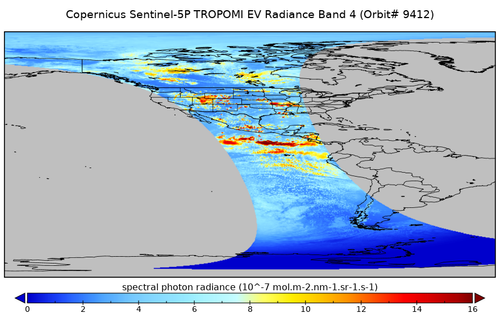 Copernicus Sentinel-5P TROPOMI EV Radiance Band 4 (Orbit# 9412)
spectral photon radiance (10^-7 mol.m-2.nm-1.sr-1.s-1)
0 2 4 6 8 10 12 14 16